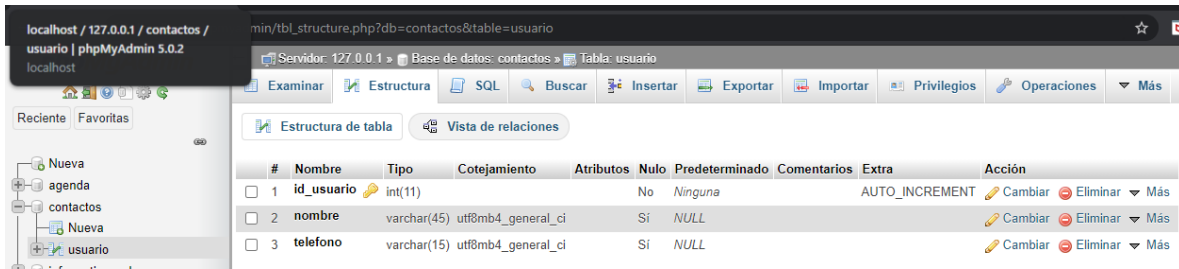 localhost / 127.0.0.1 / contactos /
usuario | phpMyAdmin 5.0.2
localhost
min/tbl_structure.php?db=contactos&table=usuario
Servidor: 127.0.0.1 » Base de datos: contactos » Tabla: usuario
Examinar Estructura SQL Buscar Insertar Exportar Importar Privilegios Operaciones Más
Reciente Favoritas
Estructura de tabla Vista de relaciones
Nueva
agenda
contactos
Nueva
usuario
# Nombre Tipo Cotejamiento Atributos Nulo Predeterminado Comentarios Extra Acción
1 id_usuario int(11) No Ninguna AUTO_INCREMENT Cambiar Eliminar Más
2 nombre varchar(45) utf8mb4_general_ci Sí NULL Cambiar Eliminar Más
3 telefono varchar(15) utf8mb4_general_ci Sí NULL Cambiar Eliminar Más